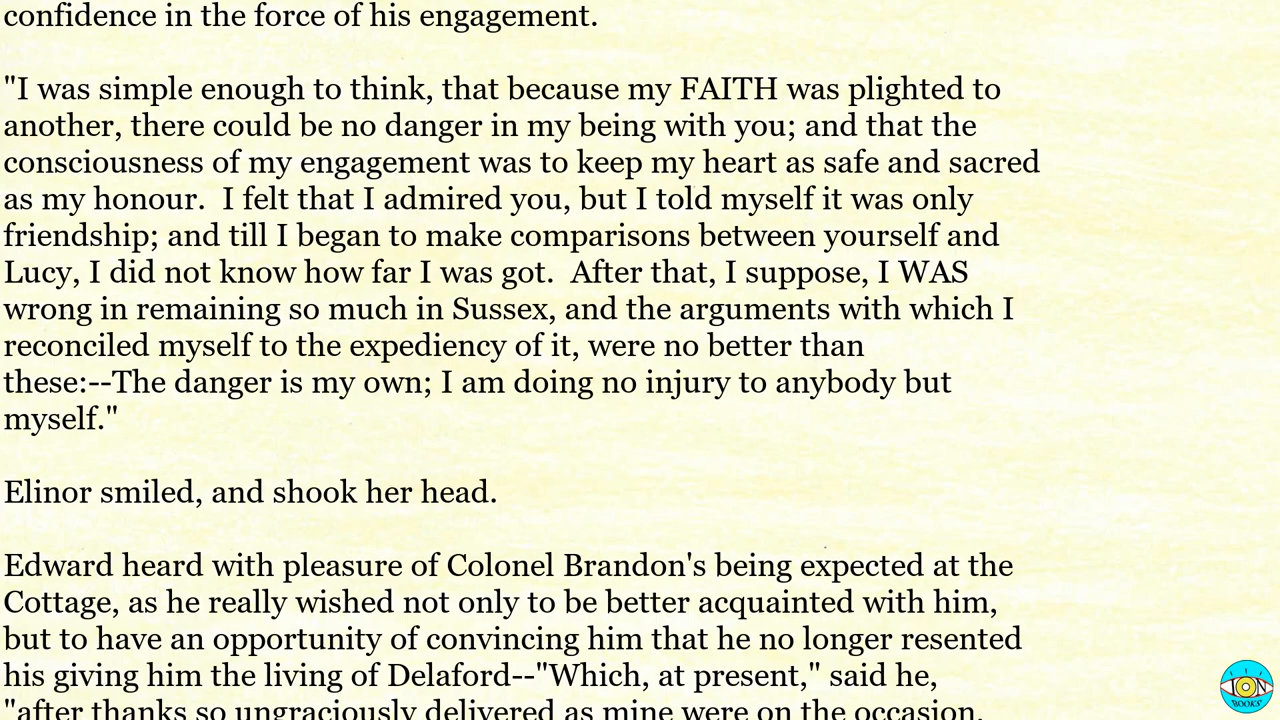 confidence in the force of his engagement.
"I was simple enough to think, that because my FAITH was plighted to
another, there could be no danger in my being with you; and that the
consciousness of my engagement was to keep my heart as safe and sacred
as my honour.  I felt that I admired you, but I told myself it was only
friendship; and till I began to make comparisons between yourself and
Lucy, I did not know how far I was got.  After that, I suppose, I WAS
wrong in remaining so much in Sussex, and the arguments with which I
reconciled myself to the expediency of it, were no better than
these:--The danger is my own; I am doing no injury to anybody but
myself."
Elinor smiled, and shook her head.
Edward heard with pleasure of Colonel Brandon's being expected at the
Cottage, as he really wished not only to be better acquainted with him,
but to have an opportunity of convincing him that he no longer resented
his giving him the living of Delaford--"Which, at present," said he,
"after thanks so ungraciously delivered as mine were on the occasion,
ION
BOOKS